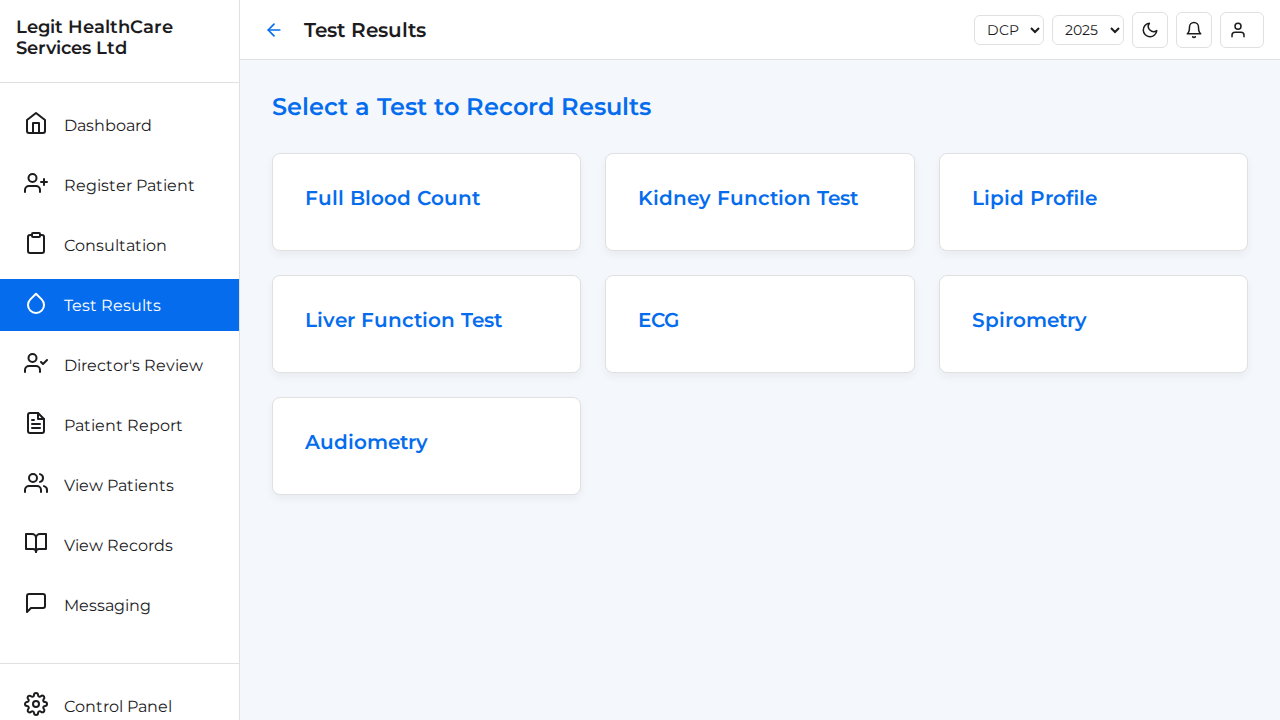 Legit HealthCare
Services Ltd
Test Results
DCP
2025
Dashboard
Register Patient
Consultation
Test Results
Director's Review
Patient Report
View Patients
View Records
Messaging
Control Panel
Select a Test to Record Results
Full Blood Count
Kidney Function Test
Lipid Profile
Liver Function Test
ECG
Spirometry
Audiometry